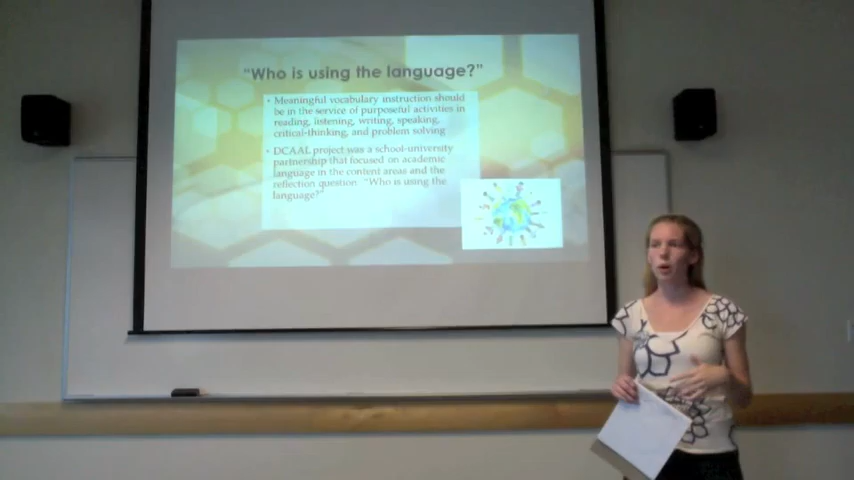 "Who is using the language?"
• Meaningful vocabulary instruction should
be in the service of purposeful activities in
reading, listening, writing, speaking,
critical-thinking, and problem solving
• DCAAL project was a school-university
partnership that focused on academic
language in the content areas and the
reflection question "Who is using the
language?"